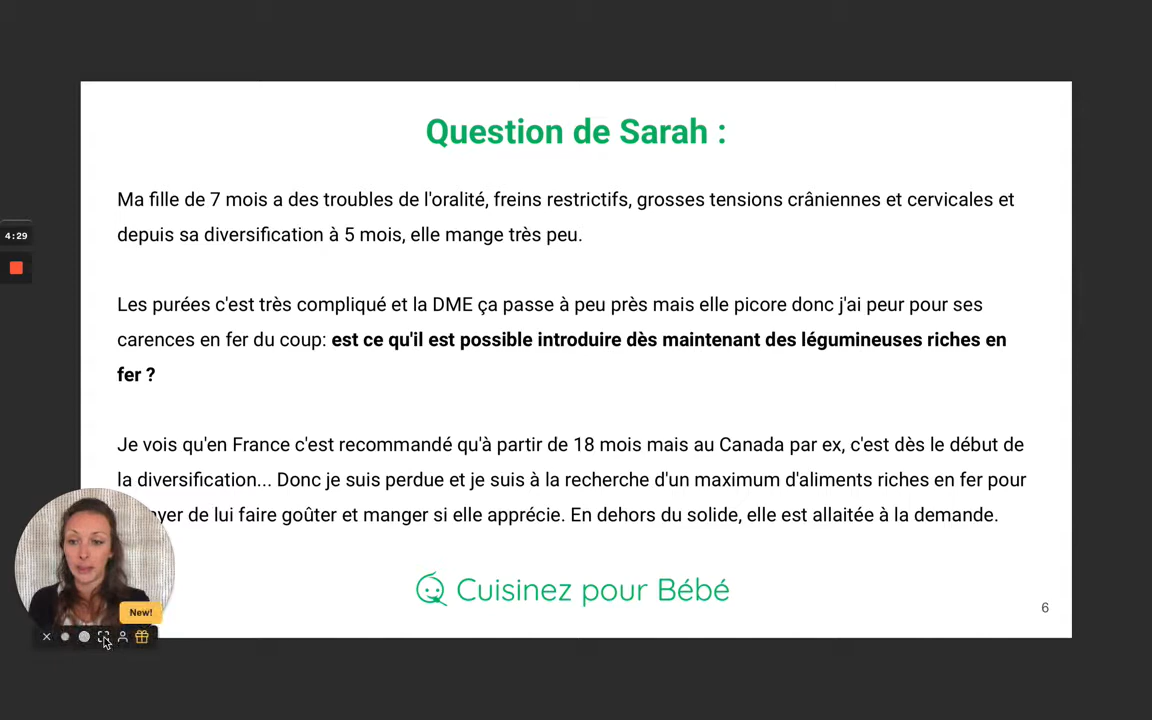 Question de Sarah :
Ma fille de 7 mois a des troubles de l'oralité, freins restrictifs, grosses tensions crâniennes et cervicales et
depuis sa diversification à 5 mois, elle mange très peu.
4:29
Les purées c'est très compliqué et la DME ça passe à peu près mais elle picore donc j'ai peur pour ses
carences en fer du coup: est ce qu'il est possible introduire dès maintenant des légumineuses riches en
fer ?
Je vois qu'en France c'est recommandé qu'à partir de 18 mois mais au Canada par ex, c'est dès le début de
la diversification... Donc je suis perdue et je suis à la recherche d'un maximum d'aliments riches en fer pour
de lui faire goûter et manger si elle apprécie. En dehors du solide, elle est allaitée à la demande.
Cuisinez pour Bébé
New!
6